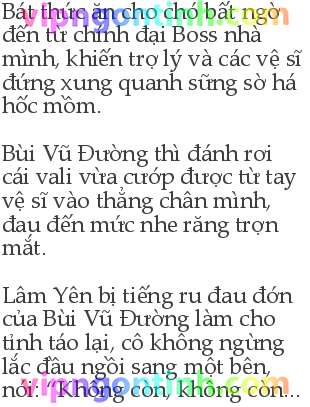 Bát thức ăn cho chó bất ngờ
đến từ chính đại Boss nhà
mình, khiến trợ lý và các vệ sĩ
đứng xung quanh sững sờ há
hốc mồm.
Bùi Vũ Đường thì đánh rơi
cái vali vừa cướp được từ tay
vệ sĩ vào thẳng chân mình,
đau đến mức nhe răng trợn
mắt.
Lâm Yên bị tiếng ru đau đớn
của Bùi Vũ Đường làm cho
tỉnh táo lại, cô không ngừng
lắc đầu ngồi sang một bên,
nói: “Không còn, không còn...
vipngontinh.com
vipngontinh.com